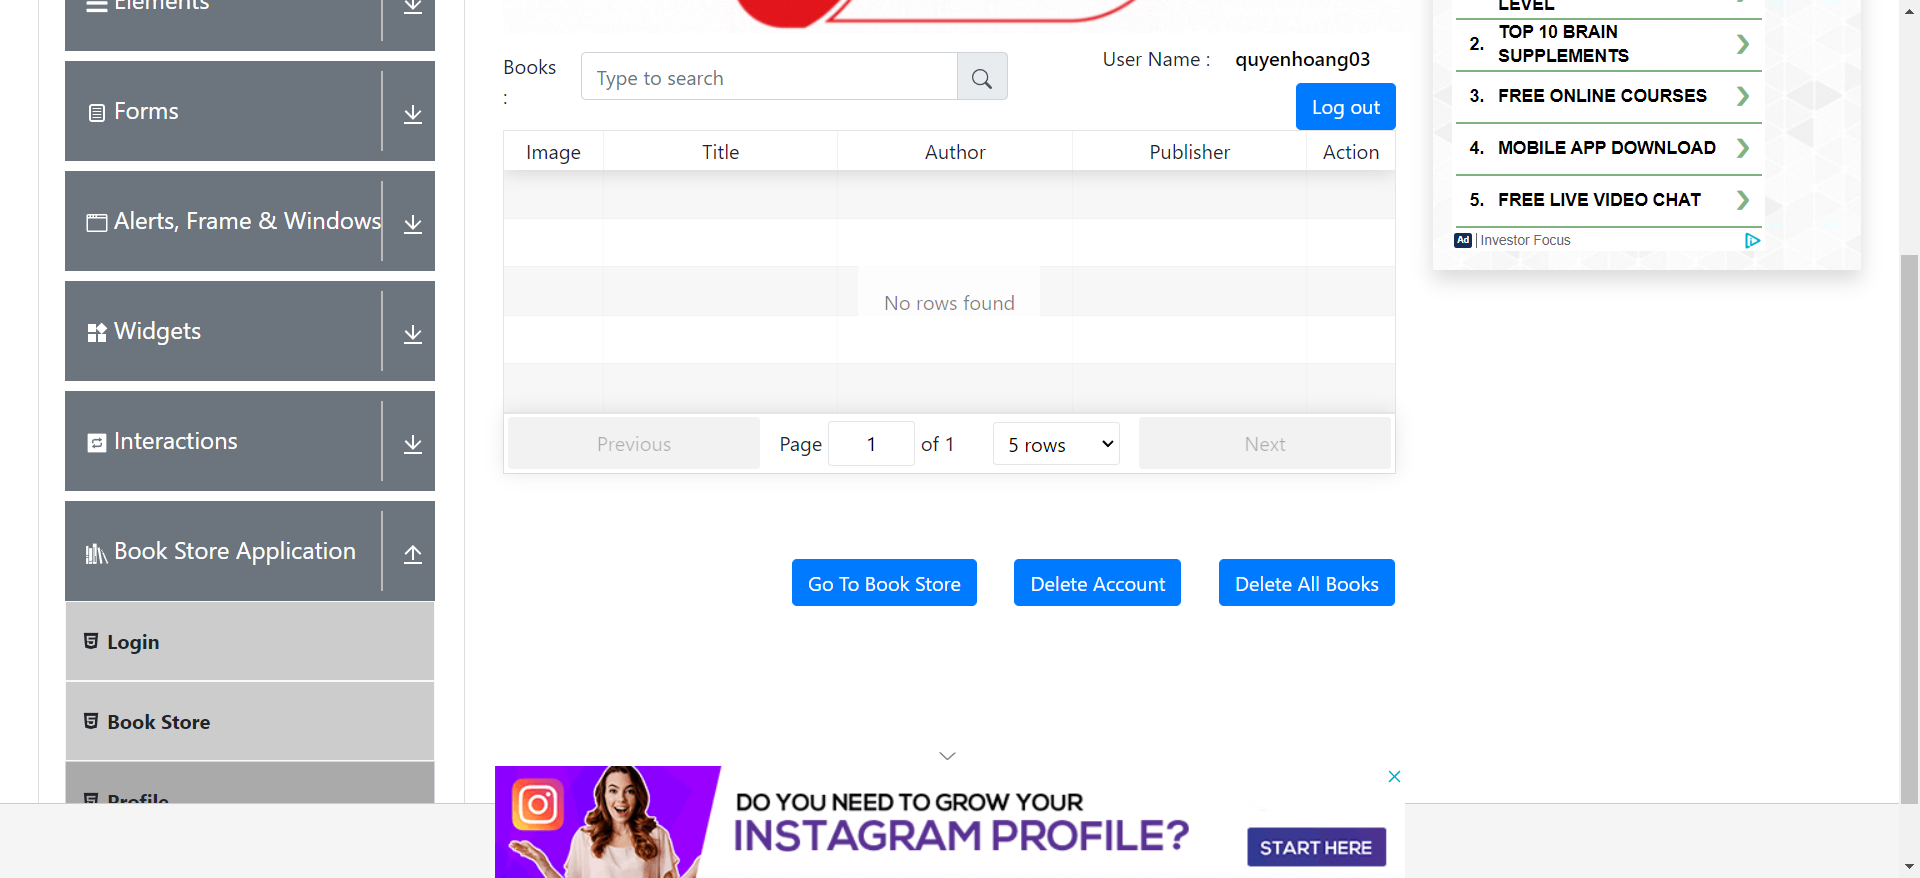 Elements
Forms
Alerts, Frame & Windows
Widgets
Interactions
Book Store Application
Login
Book Store
Profile
Books
:
Type to search
User Name :
quyenhoang03
Log out
Image Title Author Publisher Action
No rows found
Previous
Page 1 of 1
5 rows
Next
Go To Book Store
Delete Account
Delete All Books
LEVEL
2. TOP 10 BRAIN
SUPPLEMENTS
3. FREE ONLINE COURSES
4. MOBILE APP DOWNLOAD
5. FREE LIVE VIDEO CHAT
Ad | Investor Focus
DO YOU NEED TO GROW YOUR
INSTAGRAM PROFILE?
START HERE